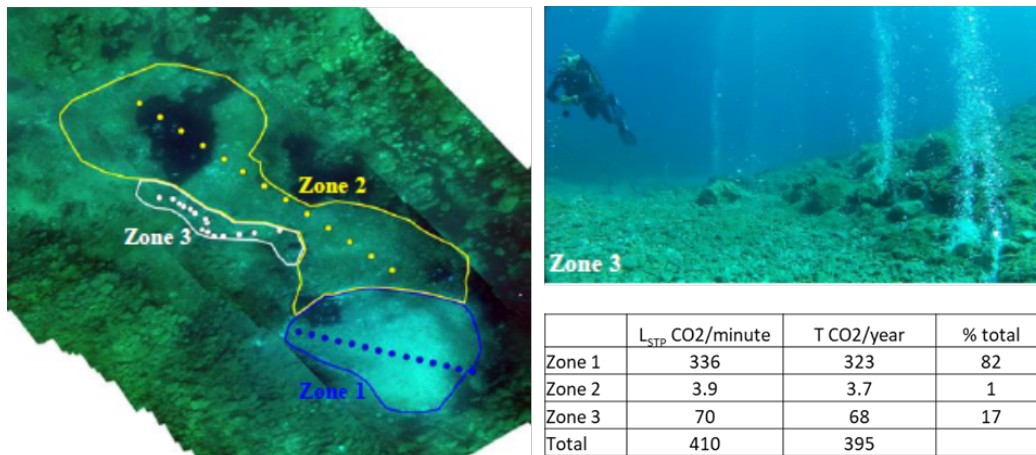 Zone 2
Zone 3
Zone 1
Zone 3
L_STP CO2/minute T CO2/year % total
Zone 1 336 323 82
Zone 2 3.9 3.7 1
Zone 3 70 68 17
Total 410 395